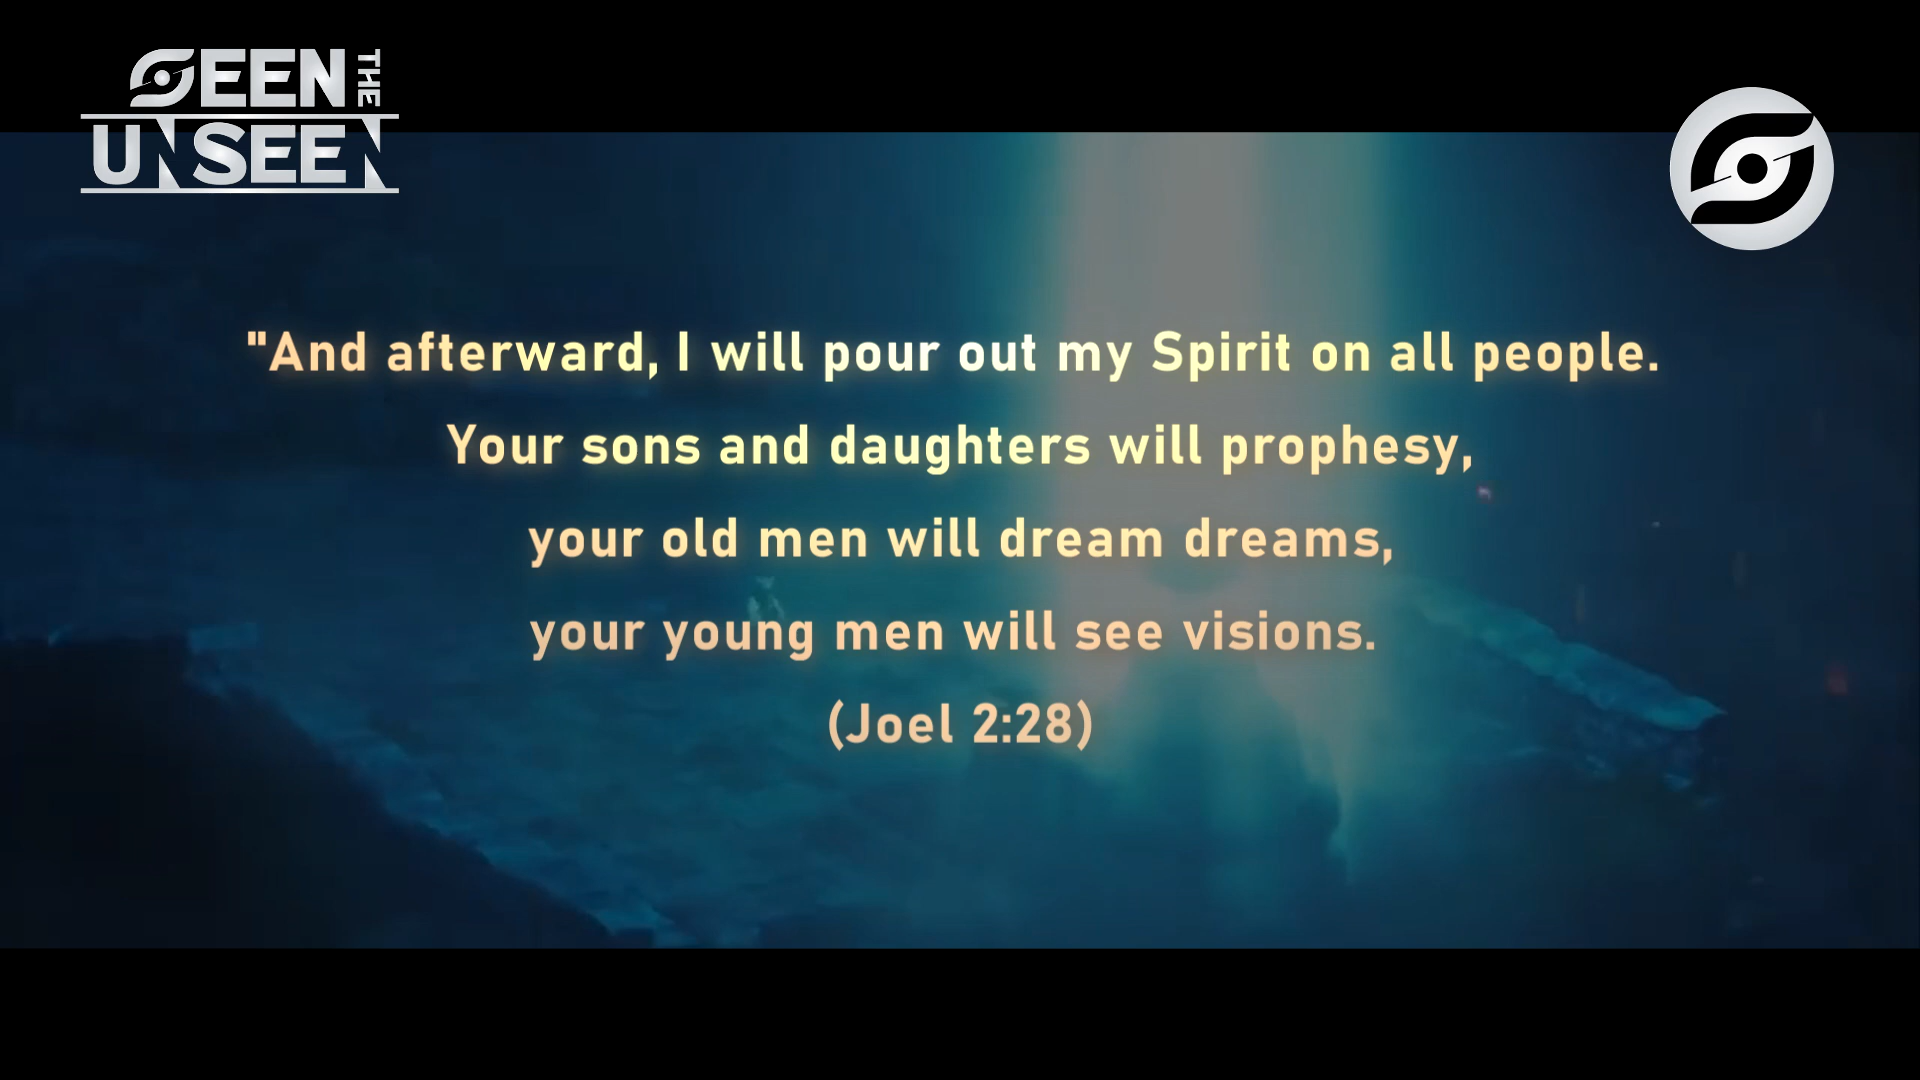 SEEN THE
UNSEEN
"And afterward, I will pour out my Spirit on all people.
Your sons and daughters will prophesy,
your old men will dream dreams,
your young men will see visions.
(Joel 2:28)